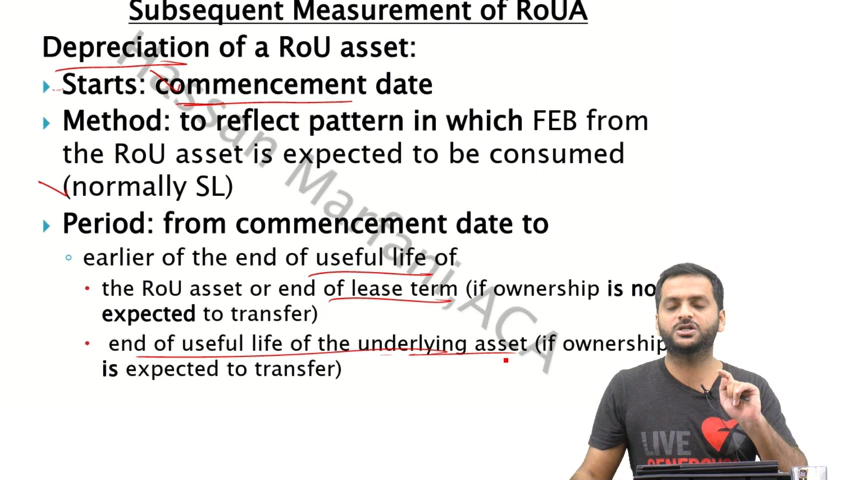 Subsequent Measurement of RoUA
Depreciation of a RoU asset:
Starts: commencement date
Method: to reflect pattern in which FEB from
the RoU asset is expected to be consumed
(normally SL)
Period: from commencement date to
earlier of the end of useful life of
the RoU asset or end of lease term (if ownership is no
expected to transfer)
end of useful life of the underlying asset (if ownership
is expected to transfer)
Hassan Marfani, ACA
LIVE